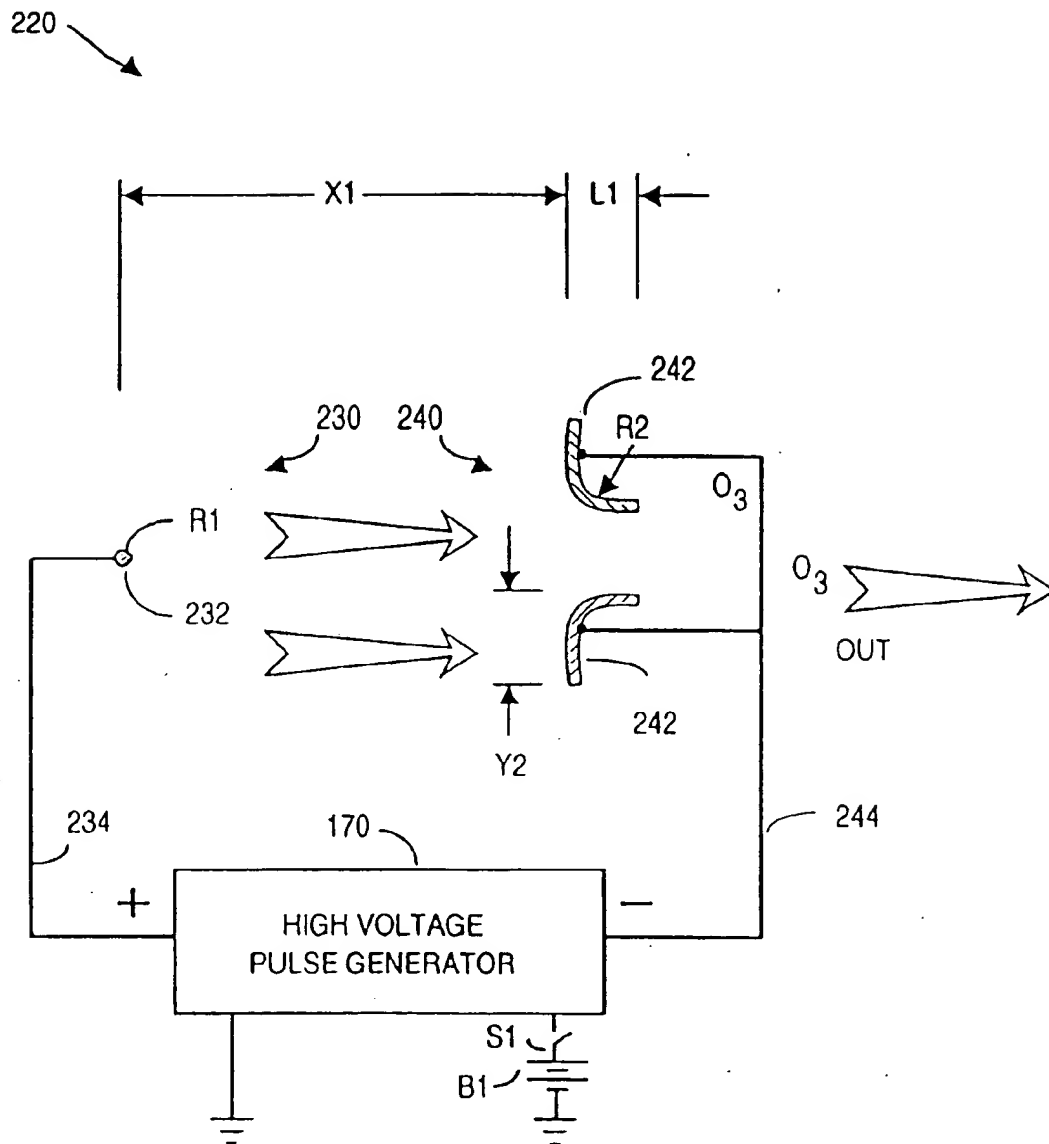 220
X1
L1
242
230
240
R2
O3
R1
O3
232
OUT
242
Y2
234
170
244
+
−
HIGH VOLTAGE
PULSE GENERATOR
S1
B1